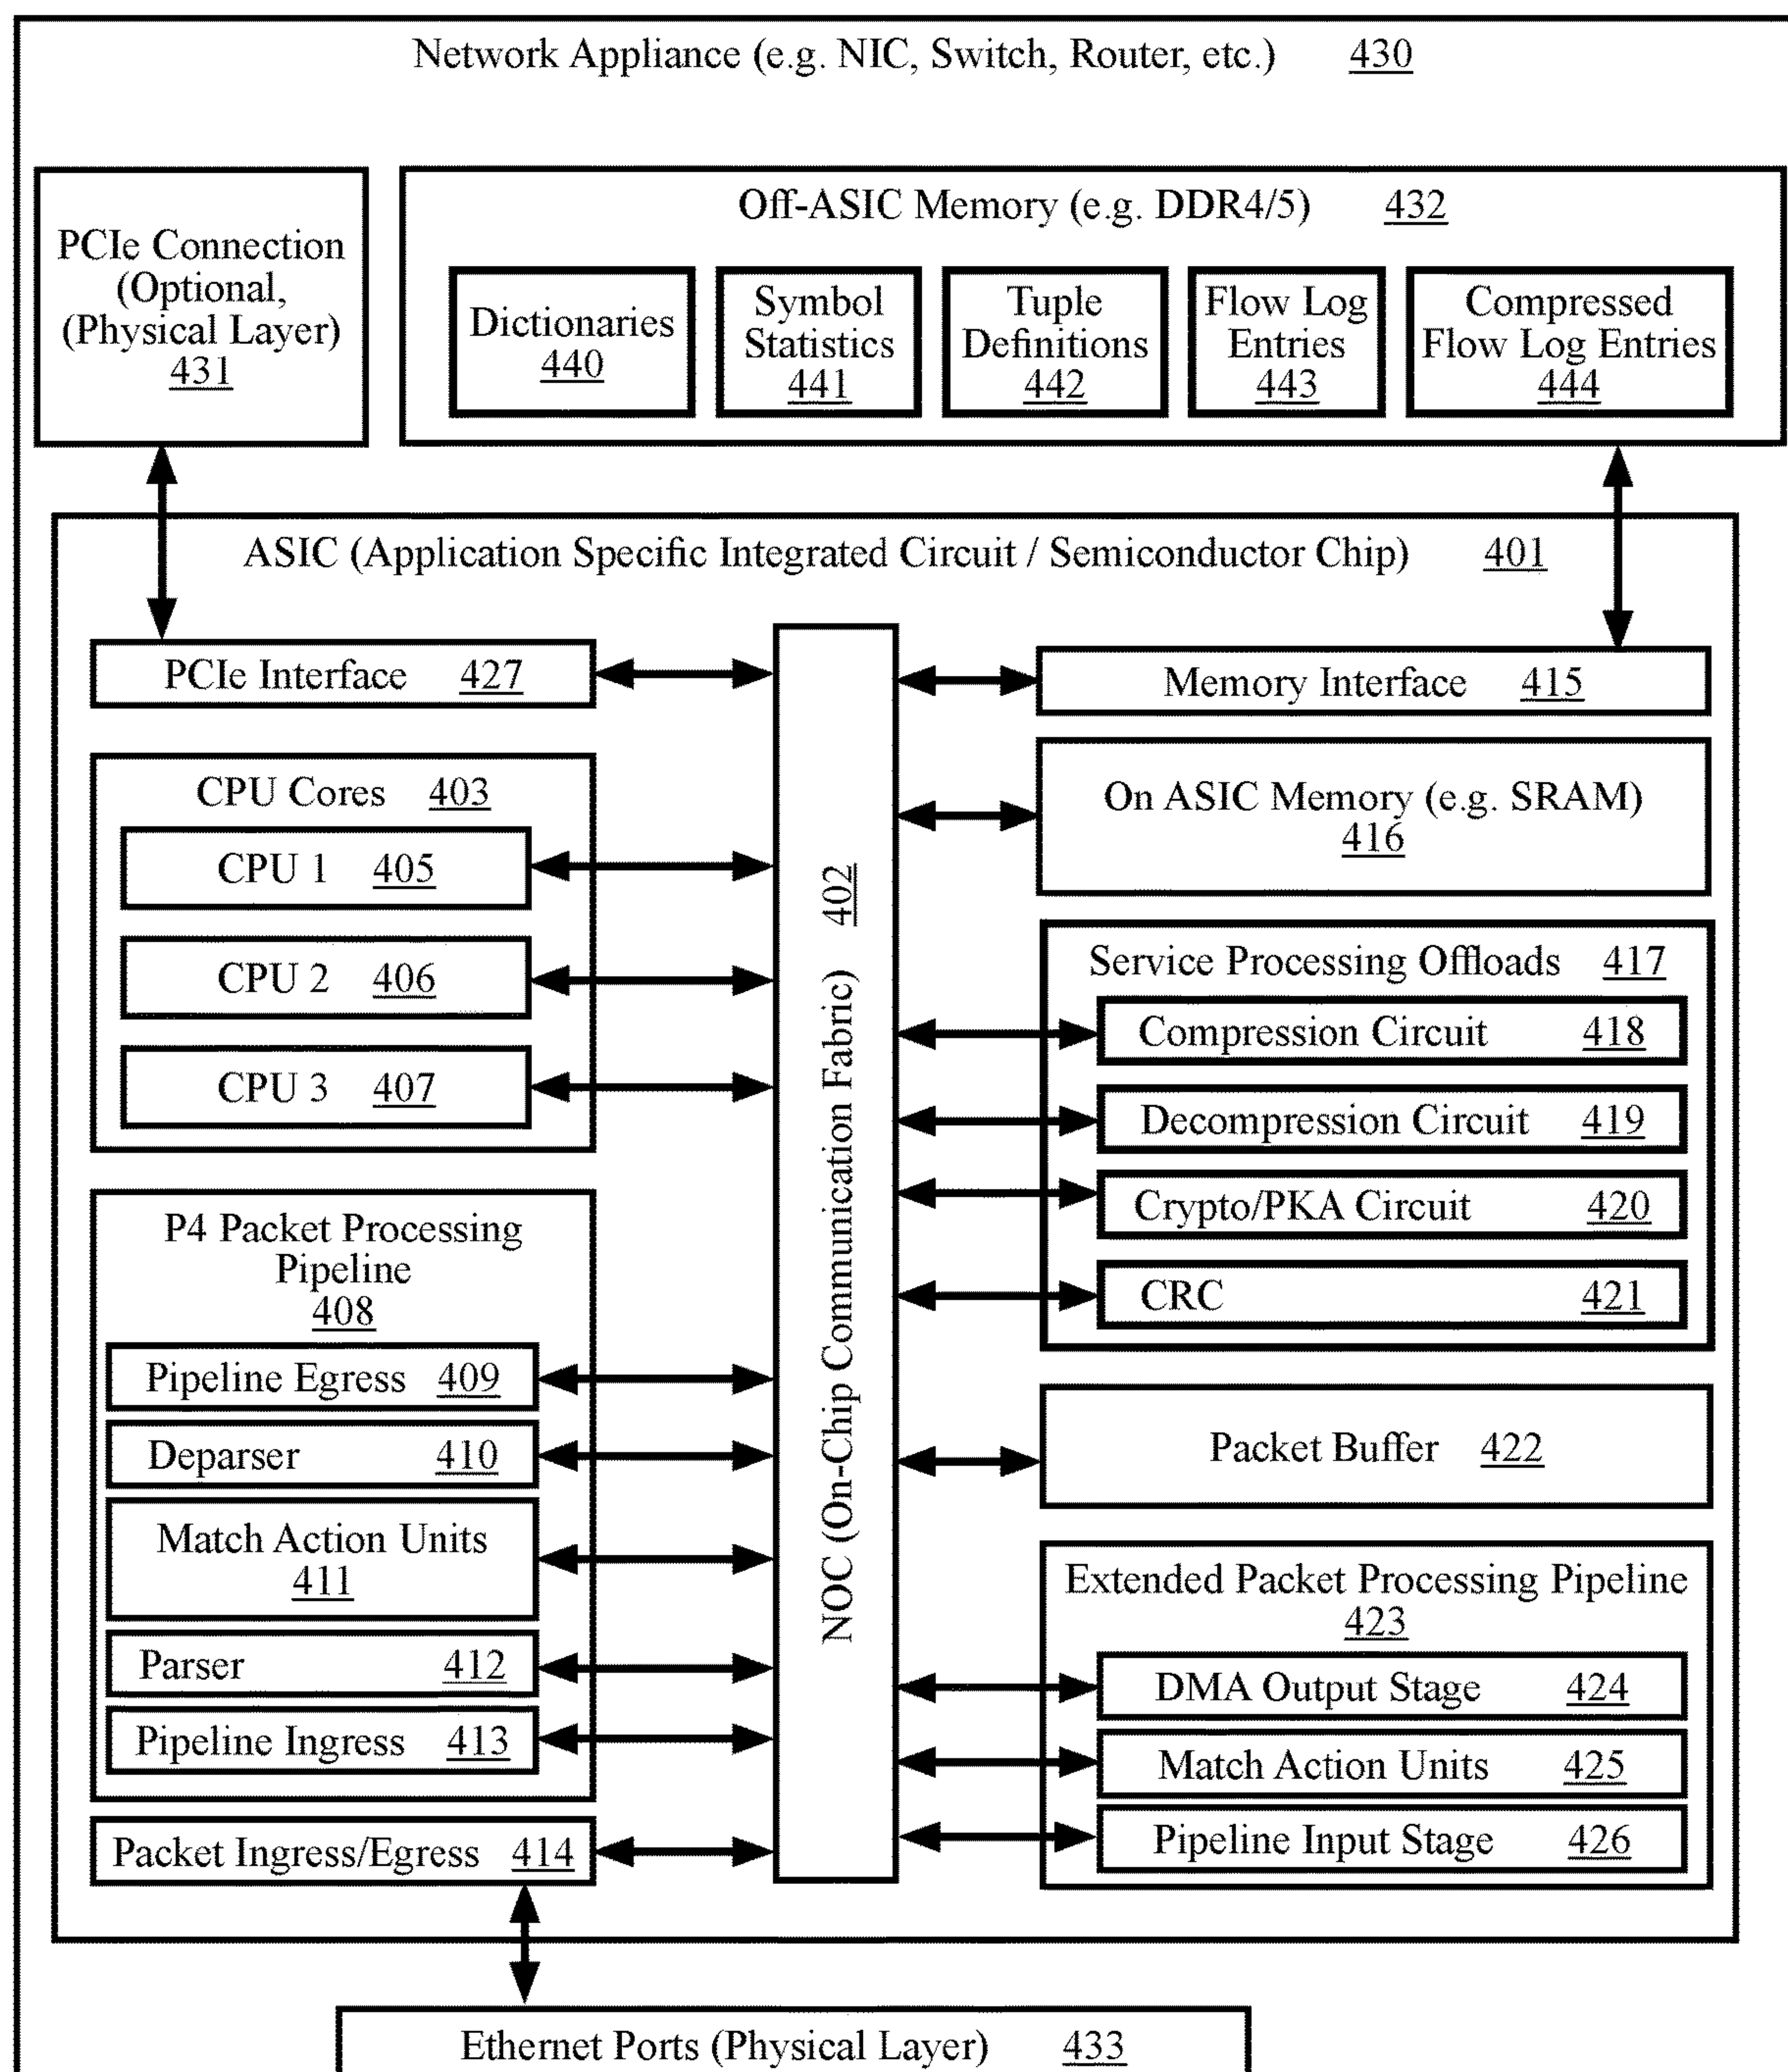 Network Appliance (e.g. NIC, Switch, Router, etc.) 430
PCIe Connection
(Optional,
(Physical Layer)
431
Off-ASIC Memory (e.g. DDR4/5) 432
Dictionaries
440
Symbol
Statistics
441
Tuple
Definitions
442
Flow Log
Entries
443
Compressed
Flow Log Entries
444
ASIC (Application Specific Integrated Circuit / Semiconductor Chip) 401
PCIe Interface 427
CPU Cores 403
CPU 1 405
CPU 2 406
CPU 3 407
P4 Packet Processing
Pipeline
408
Pipeline Egress 409
Deparser 410
Match Action Units
411
Parser 412
Pipeline Ingress 413
Packet Ingress/Egress 414
NOC (On-Chip Communication Fabric) 402
Memory Interface 415
On ASIC Memory (e.g. SRAM)
416
Service Processing Offloads 417
Compression Circuit 418
Decompression Circuit 419
Crypto/PKA Circuit 420
CRC 421
Packet Buffer 422
Extended Packet Processing Pipeline
423
DMA Output Stage 424
Match Action Units 425
Pipeline Input Stage 426
Ethernet Ports (Physical Layer) 433